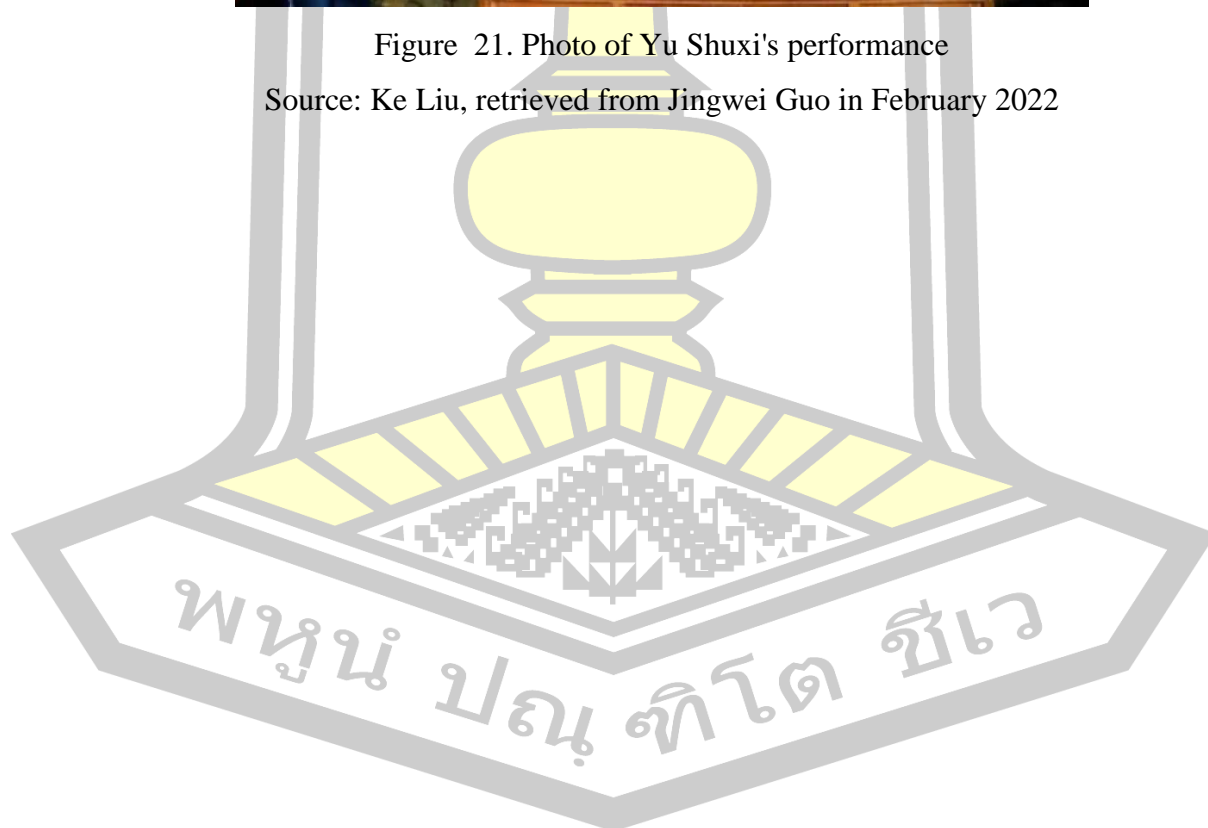 Figure 21. Photo of Yu Shuxi's performance
Source: Ke Liu, retrieved from Jingwei Guo in February 2022
พหูนํ ปณฺฑิโต ชีเว